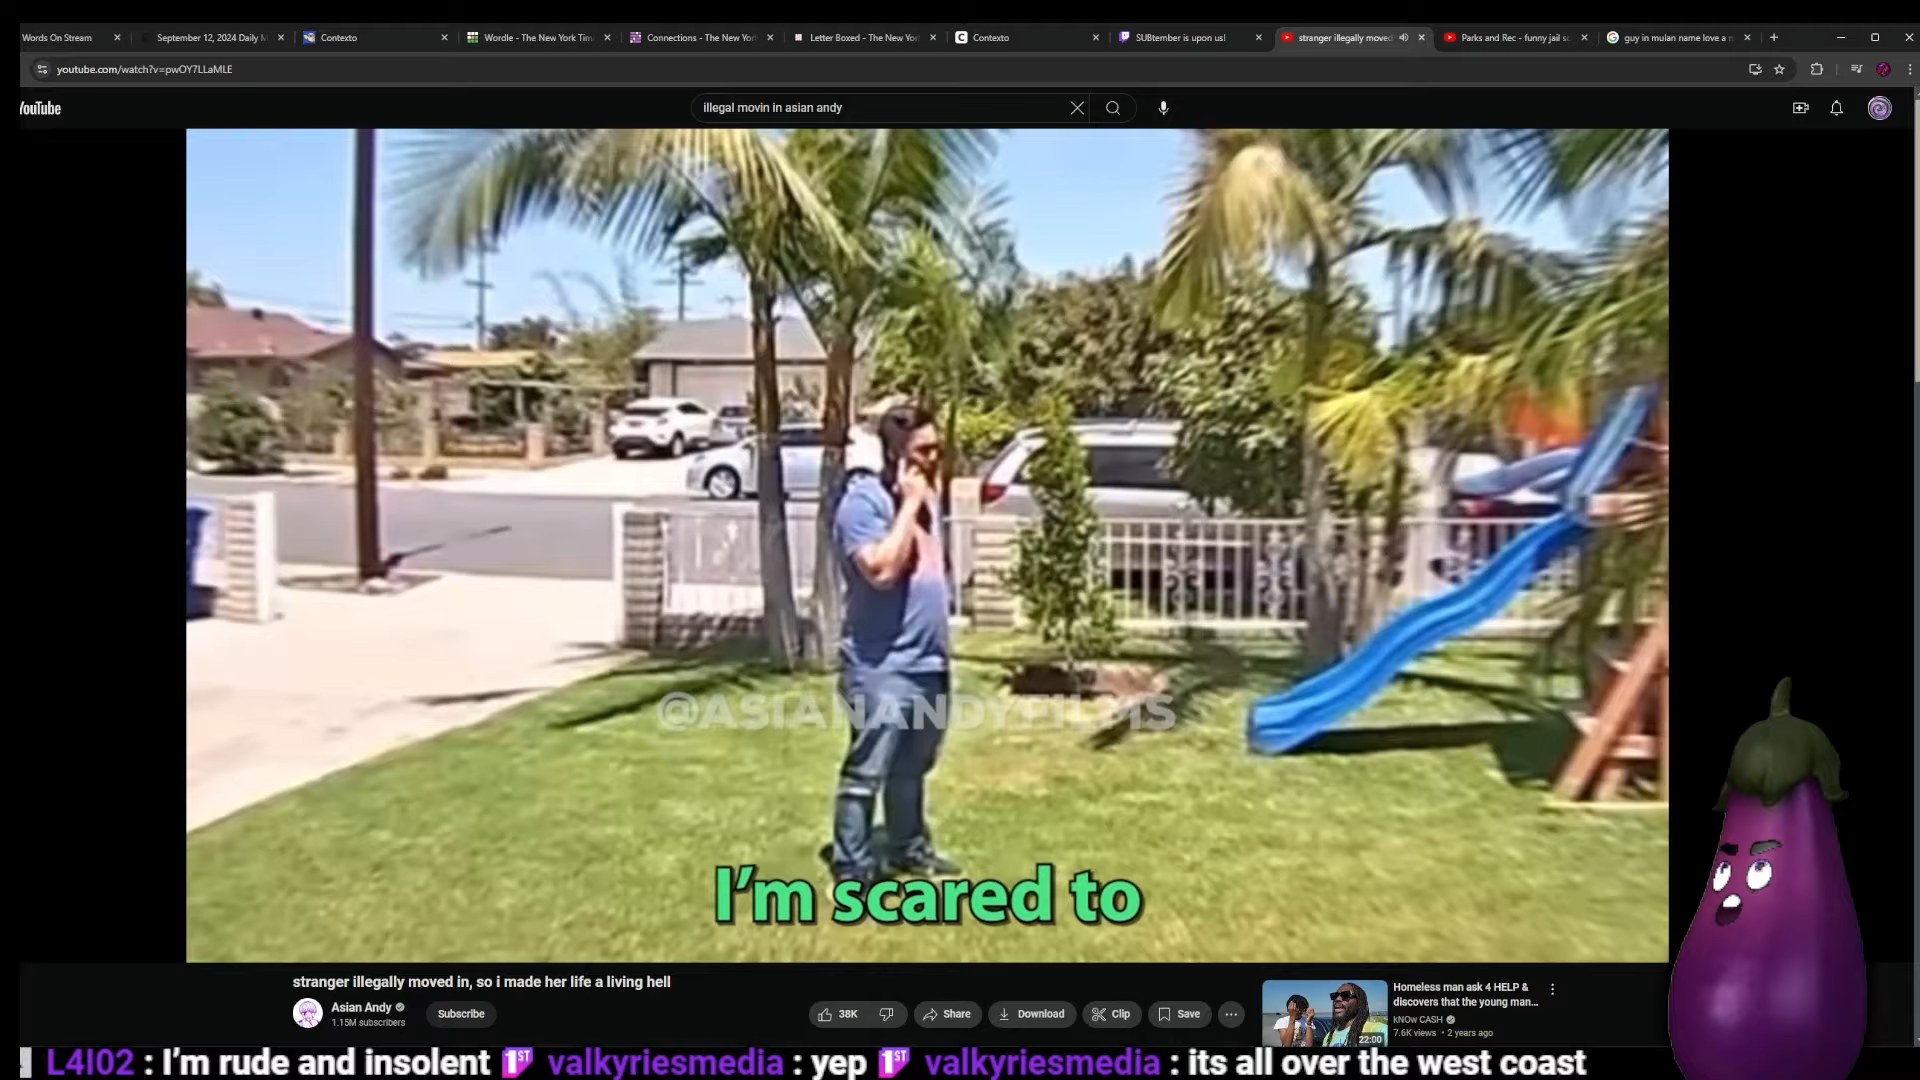 Words On Stream
September 12, 2024 Daily M
Contexto
Wordle - The New York Tim
Connections - The New Yor
Letter Boxed - The New Yor
Contexto
SUBtember is upon us!
stranger illegally moved
Parks and Rec - funny jail sc
guy in mulan name love a m
youtube.com/watch?v=pwOY7LLaMLE
YouTube
illegal movin in asian andy
@ASIANANDYFILMS
I'm scared to
stranger illegally moved in, so i made her life a living hell
Asian Andy
1.15M subscribers
Subscribe
38K
Share
Download
Clip
Save
22:00
Homeless man ask 4 HELP &
discovers that the young man...
kNOw CASH
7.6K views • 2 years ago
L4I02 : I'm rude and insolent 1ST valkyriesmedia : yep 1ST valkyriesmedia : its all over the west coast